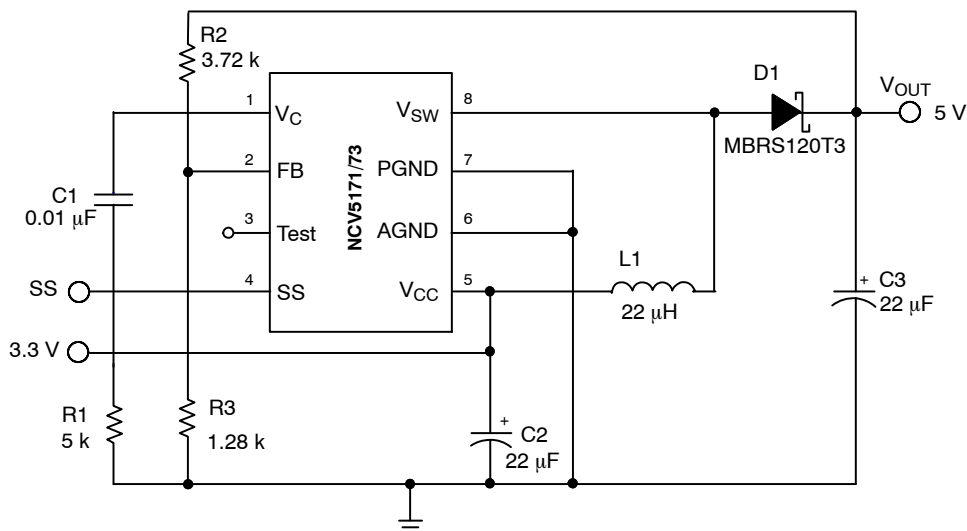 R2
3.72 k
1
V_C
V_SW
8
D1
V_OUT
5 V
MBRS120T3
2
FB
PGND
7
C1
0.01 μF
NCV5171/73
3
Test
AGND
6
L1
22 μH
SS
4
SS
V_CC
5
+
C3
22 μF
3.3 V
R1
5 k
R3
1.28 k
+
C2
22 μF